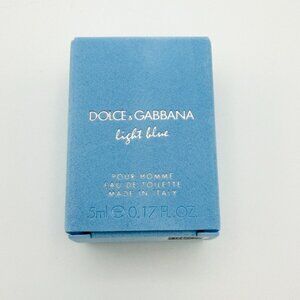 DOLCE & GABBANA
light blue
POUR HOMME
EAU DE TOILETTE
MADE IN ITALY
5ml ℮ 0.17 FL.OZ.